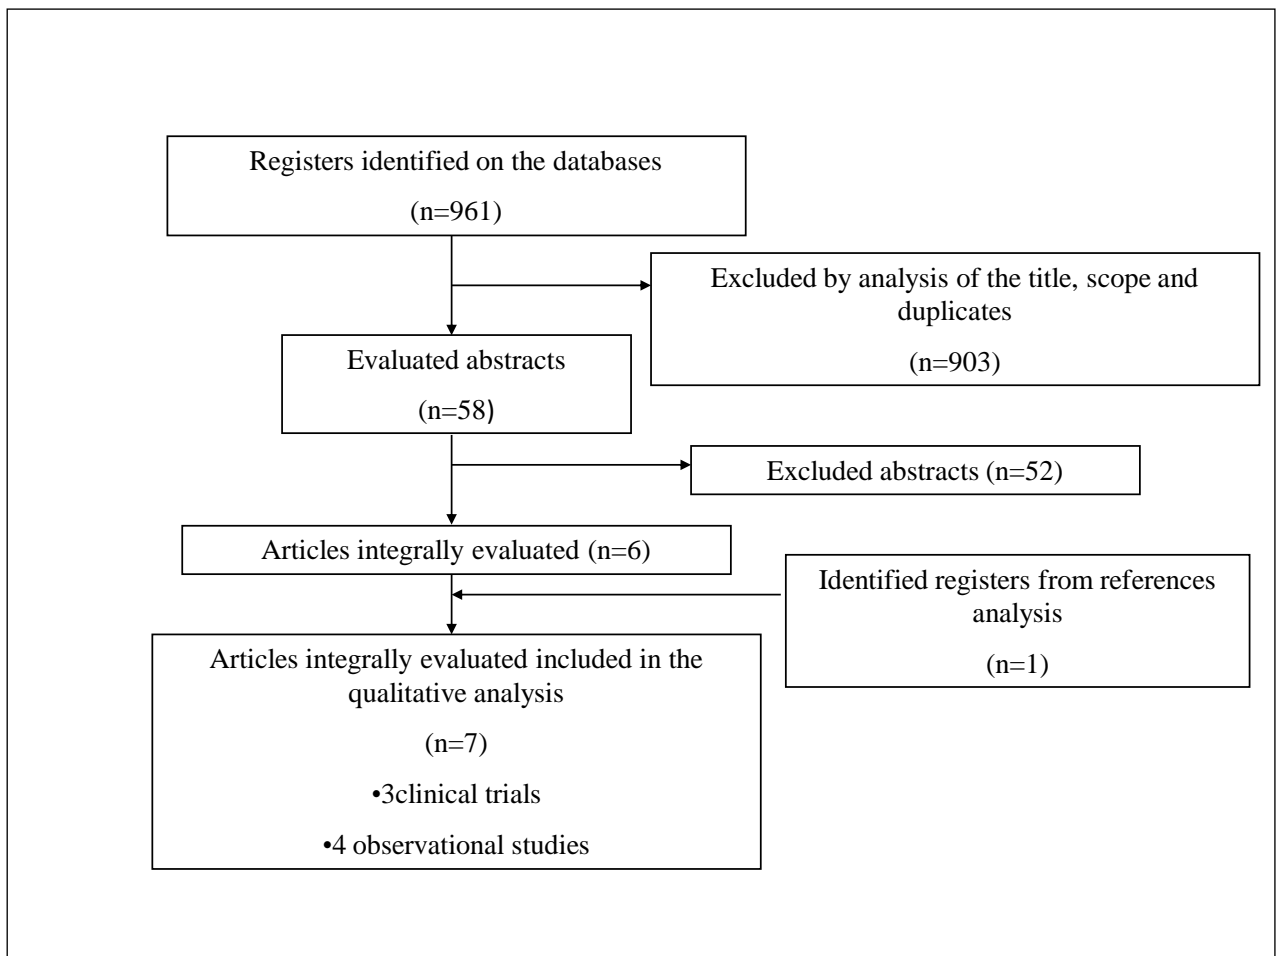 Registers identified on the databases
(n=961)
Excluded by analysis of the title, scope and
duplicates
(n=903)
Evaluated abstracts
(n=58)
Excluded abstracts (n=52)
Articles integrally evaluated (n=6)
Identified registers from references
analysis
(n=1)
Articles integrally evaluated included in the
qualitative analysis
(n=7)
•3clinical trials
•4 observational studies